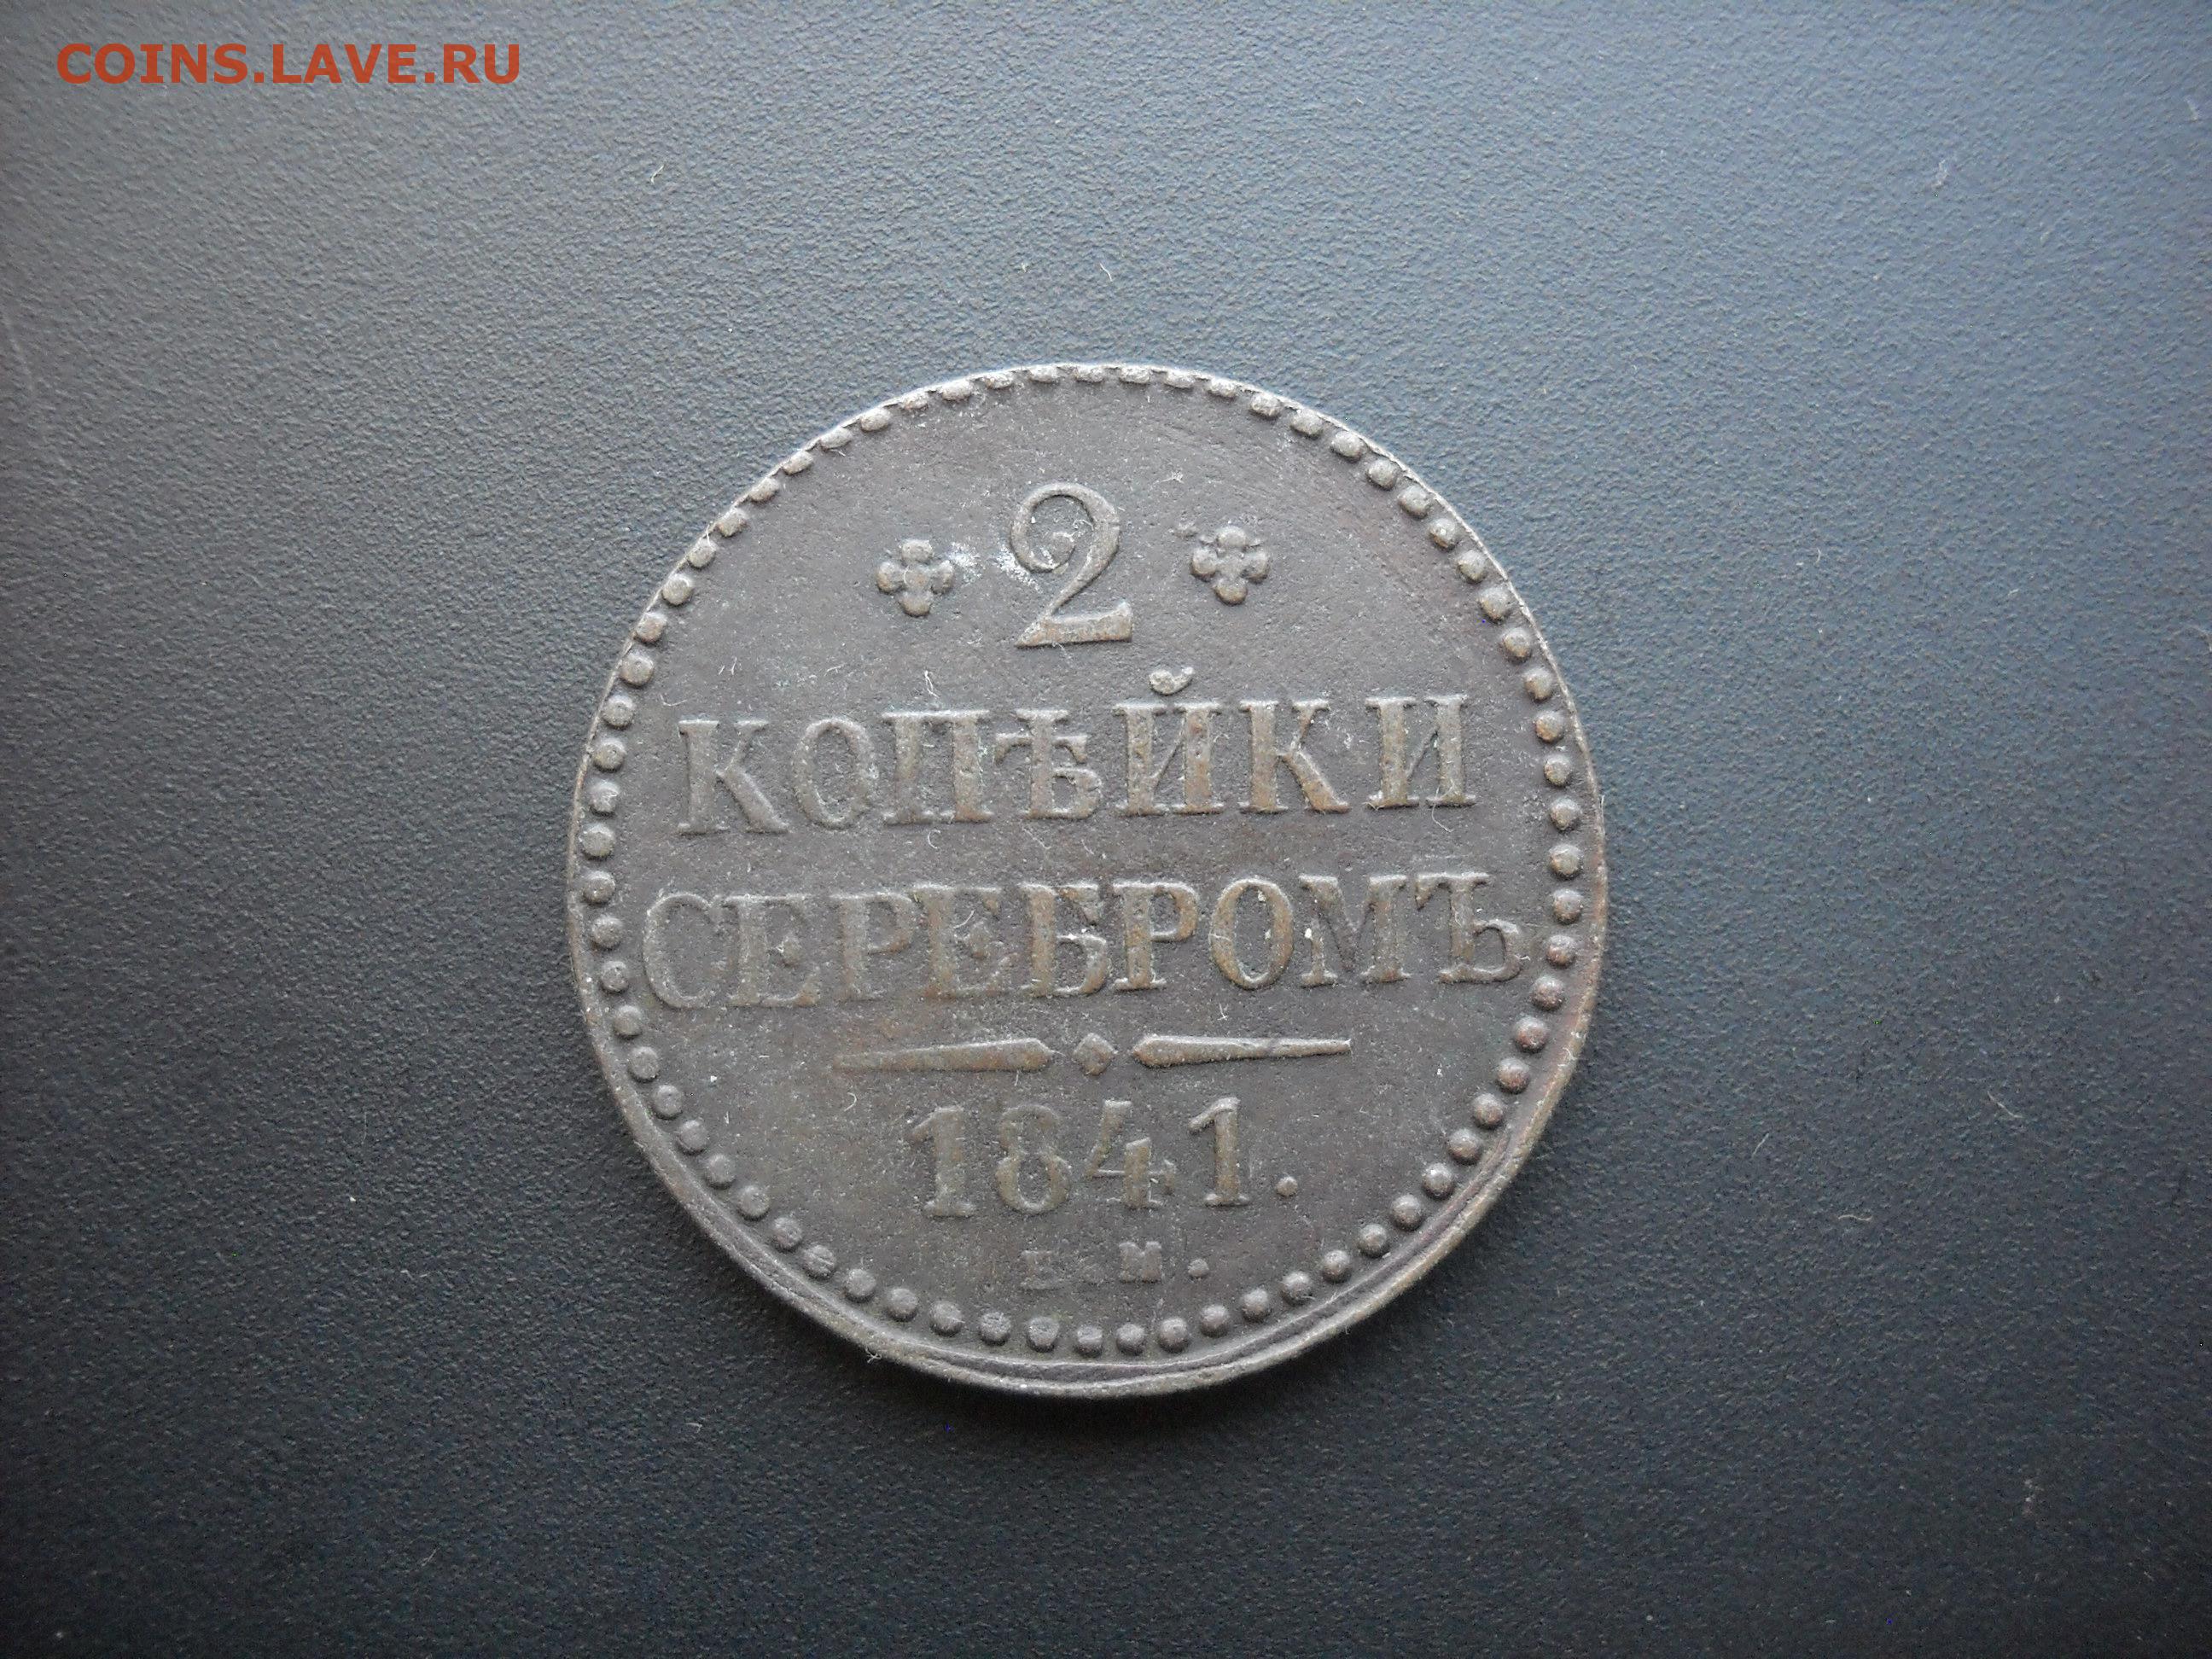 COINS.LAVE.RU
2
КОПѢЙКИ
СЕРЕБРОМЪ
1841.
Е.М.